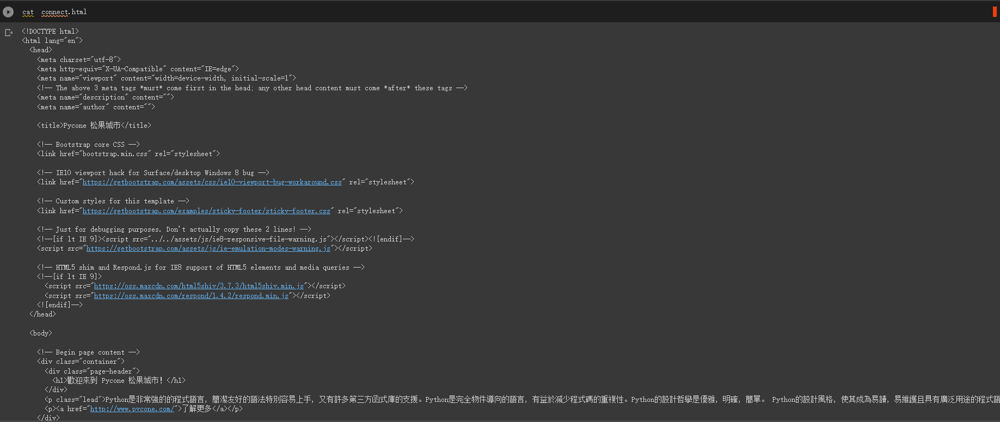 cat  connect.html
<!DOCTYPE html>
<html lang="en">
<head>
<meta charset="utf-8">
<meta http-equiv="X-UA-Compatible" content="IE=edge">
<meta name="viewport" content="width=device-width, initial-scale=1">
<!-- The above 3 meta tags *must* come first in the head; any other head content must come *after* these tags -->
<meta name="description" content="">
<meta name="author" content="">
<title>Pycone 松果城市</title>
<!-- Bootstrap core CSS -->
<link href="bootstrap.min.css" rel="stylesheet">
<!-- IE10 viewport hack for Surface/desktop Windows 8 bug -->
<link href="https://getbootstrap.com/assets/css/ie10-viewport-bug-workaround.css" rel="stylesheet">
<!-- Custom styles for this template -->
<link href="https://getbootstrap.com/examples/sticky-footer/sticky-footer.css" rel="stylesheet">
<!-- Just for debugging purposes. Don't actually copy these 2 lines! -->
<!--[if lt IE 9]><script src="../../assets/js/ie8-responsive-file-warning.js"></script><![endif]-->
<script src="https://getbootstrap.com/assets/js/ie-emulation-modes-warning.js"></script>
<!-- HTML5 shim and Respond.js for IE8 support of HTML5 elements and media queries -->
<!--[if lt IE 9]>
<script src="https://oss.maxcdn.com/html5shiv/3.7.3/html5shiv.min.js"></script>
<script src="https://oss.maxcdn.com/respond/1.4.2/respond.min.js"></script>
<![endif]-->
</head>
<body>
<!-- Begin page content -->
<div class="container">
<div class="page-header">
<h1>歡迎來到 Pycone 松果城市！</h1>
</div>
<p class="lead">Python是非常強的的程式語言，簡潔友好的語法特別容易上手，又有許多第三方函式庫的支援。Python是完全物件導向的語言，有益於減少程式碼的重複性。Python的設計哲學是優雅，明確，簡單。 Python的設計風格，使其成為易讀，易維護且具有廣泛用途的程式語
<p><a href="http://www.pycone.com/">了解更多</a></p>
</div>